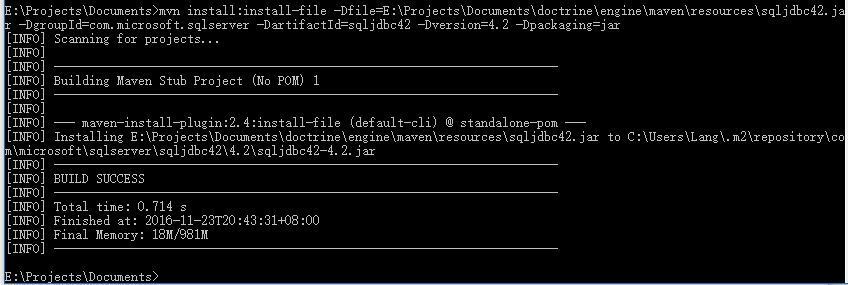 E:\Projects\Documents>mvn install:install-file -Dfile=E:\Projects\Documents\doctrine\engine\maven\resources\sqljdbc42.ja
r -DgroupId=com.microsoft.sqlserver -DartifactId=sqljdbc42 -Dversion=4.2 -Dpackaging=jar
[INFO] Scanning for projects...
[INFO]
[INFO] ------------------------------------------------------------------------
[INFO] Building Maven Stub Project (No POM) 1
[INFO] ------------------------------------------------------------------------
[INFO]
[INFO] --- maven-install-plugin:2.4:install-file (default-cli) @ standalone-pom ---
[INFO] Installing E:\Projects\Documents\doctrine\engine\maven\resources\sqljdbc42.jar to C:\Users\Lang\.m2\repository\co
m\microsoft\sqlserver\sqljdbc42\4.2\sqljdbc42-4.2.jar
[INFO] ------------------------------------------------------------------------
[INFO] BUILD SUCCESS
[INFO] ------------------------------------------------------------------------
[INFO] Total time: 0.714 s
[INFO] Finished at: 2016-11-23T20:43:31+08:00
[INFO] Final Memory: 18M/981M
[INFO] ------------------------------------------------------------------------
E:\Projects\Documents>